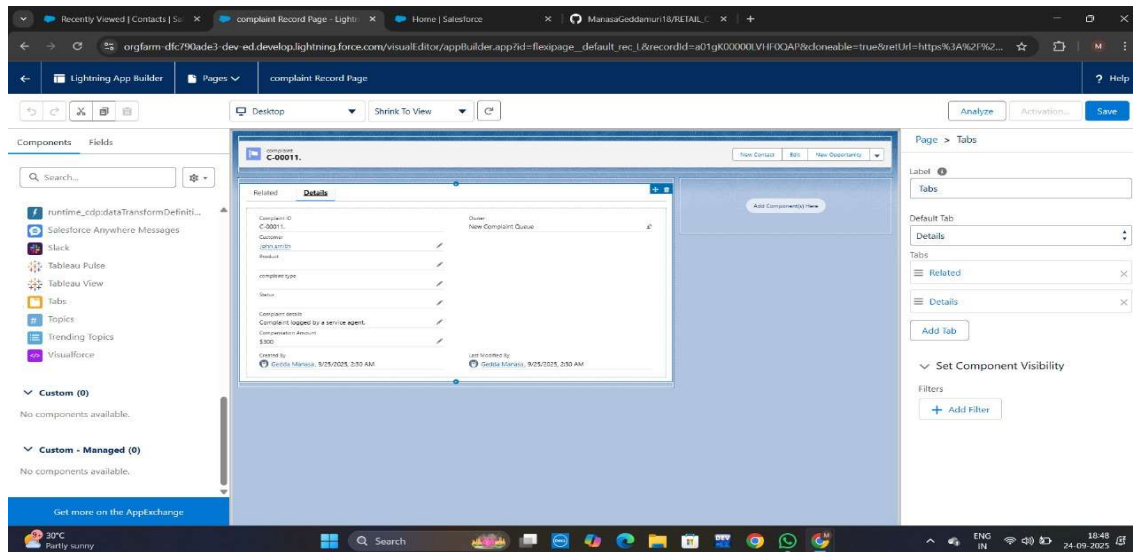 Recently Viewed | Contacts | Sa
complaint Record Page - Lightn
Home | Salesforce
ManasaGeddamuri18/RETAIL_C
orgfarm-dfc790ade3-dev-ed.develop.lightning.force.com/visualEditor/appBuilder.app?id=flexipage__default_rec_L&recordId=a01gK00000LVHF0QAP&cloneable=true&retUrl=https%3A%2F%2...
M
Lightning App Builder
Pages
complaint Record Page
? Help
Desktop
Shrink To View
Analyze
Activation...
Save
Components Fields
Search...
runtime_cdp:dataTransformDefiniti...
Salesforce Anywhere Messages
Slack
Tableau Pulse
Tableau View
Tabs
Topics
Trending Topics
Visualforce
Custom (0)
No components available.
Custom - Managed (0)
No components available.
Get more on the AppExchange
complaint
C-00011.
New Contact Edit New Opportunity
Related Details
Complaint ID
C-00011.
Owner
New Complaint Queue
Customer
john smith
Product
complaint type
Status
Complaint details
Complaint logged by a service agent.
Compensation Amount
$300
Created By
Gedda Manasa, 9/25/2025, 2:30 AM
Last Modified By
Gedda Manasa, 9/25/2025, 2:30 AM
Add Component(s) Here
Page > Tabs
Label
Tabs
Default Tab
Details
Tabs
Related
Details
Add Tab
Set Component Visibility
Filters
+ Add Filter
30°C
Partly sunny
Search
ENG
IN
18:48
24-09-2025